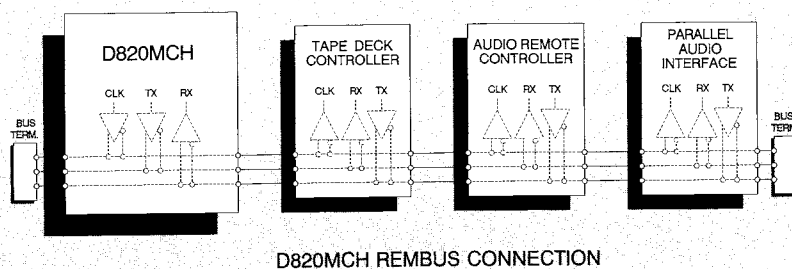 D820MCH
CLK TX RX
TAPE DECK
CONTROLLER
CLK RX TX
AUDIO REMOTE
CONTROLLER
CLK RX TX
PARALLEL
AUDIO
INTERFACE
CLK RX TX
BUS
TERM.
BUS
TERM.
D820MCH REMBUS CONNECTION